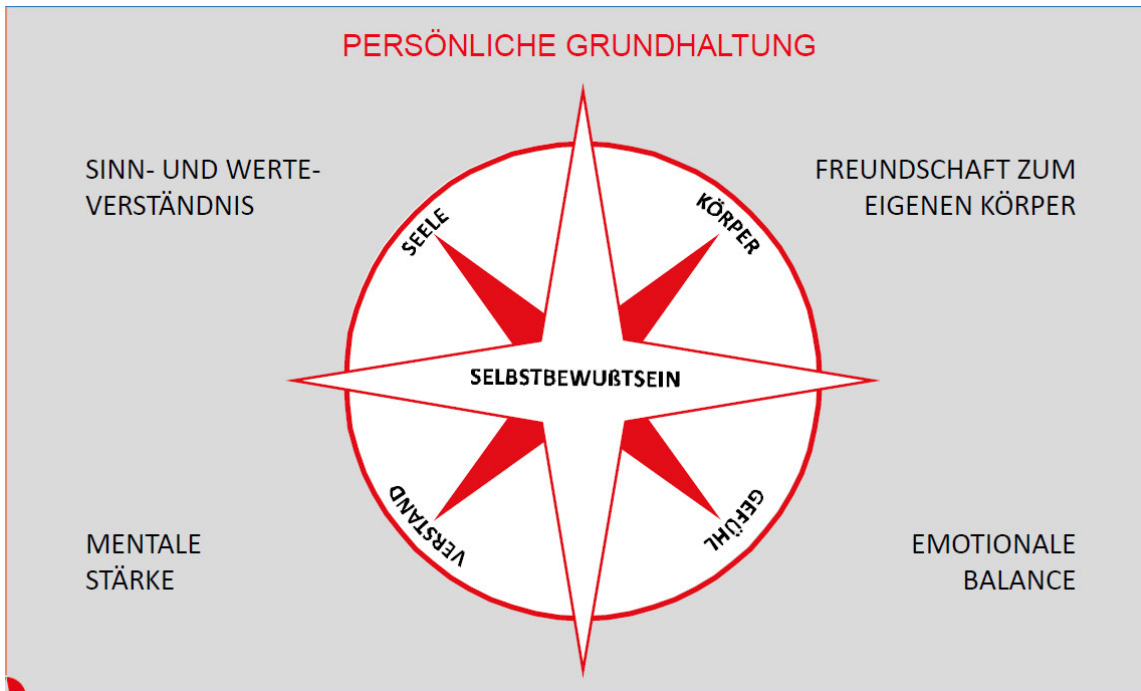 PERSÖNLICHE GRUNDHALTUNG
SINN- UND WERTE-
VERSTÄNDNIS
FREUNDSCHAFT ZUM
EIGENEN KÖRPER
SEELE
KÖRPER
SELBSTBEWUßTSEIN
VERSTAND
GEFÜHL
MENTALE
STÄRKE
EMOTIONALE
BALANCE